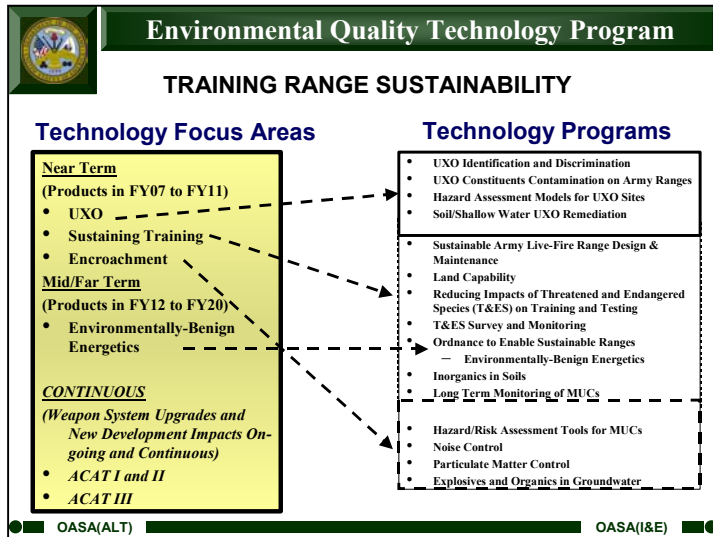 Environmental Quality Technology Program
TRAINING RANGE SUSTAINABILITY
Technology Focus Areas
Near Term
(Products in FY07 to FY11)
• UXO
• Sustaining Training
• Encroachment
Mid/Far Term
(Products in FY12 to FY20)
• Environmentally-Benign
Energetics
CONTINUOUS
(Weapon System Upgrades and
New Development Impacts On-
going and Continuous)
• ACAT I and II
• ACAT III
Technology Programs
• UXO Identification and Discrimination
• UXO Constituents Contamination on Army Ranges
• Hazard Assessment Models for UXO Sites
• Soil/Shallow Water UXO Remediation
• Sustainable Army Live-Fire Range Design &
Maintenance
• Land Capability
• Reducing Impacts of Threatened and Endangered
Species (T&ES) on Training and Testing
• T&ES Survey and Monitoring
• Ordnance to Enable Sustainable Ranges
– Environmentally-Benign Energetics
• Inorganics in Soils
• Long Term Monitoring of MUCs
• Hazard/Risk Assessment Tools for MUCs
• Noise Control
• Particulate Matter Control
• Explosives and Organics in Groundwater
OASA(ALT)
OASA(I&E)